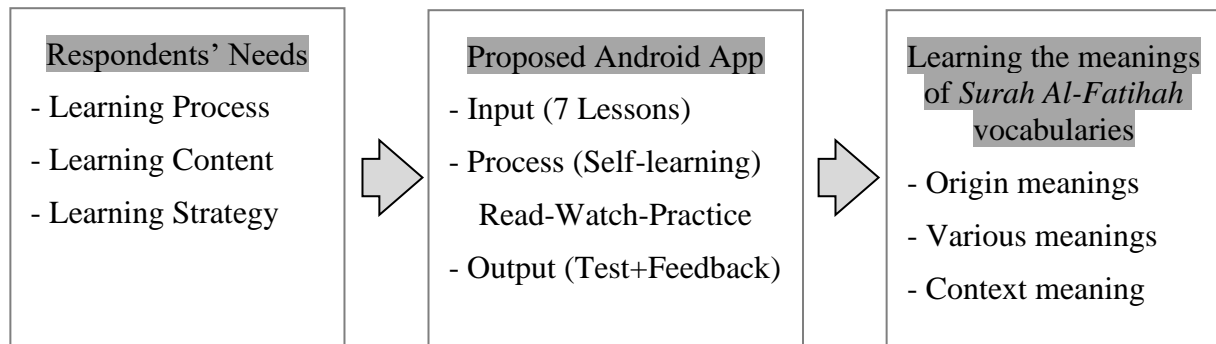 Respondents’ Needs
- Learning Process
- Learning Content
- Learning Strategy
Proposed Android App
- Input (7 Lessons)
- Process (Self-learning)
Read-Watch-Practice
- Output (Test+Feedback)
Learning the meanings
of Surah Al-Fatihah
vocabularies
- Origin meanings
- Various meanings
- Context meaning